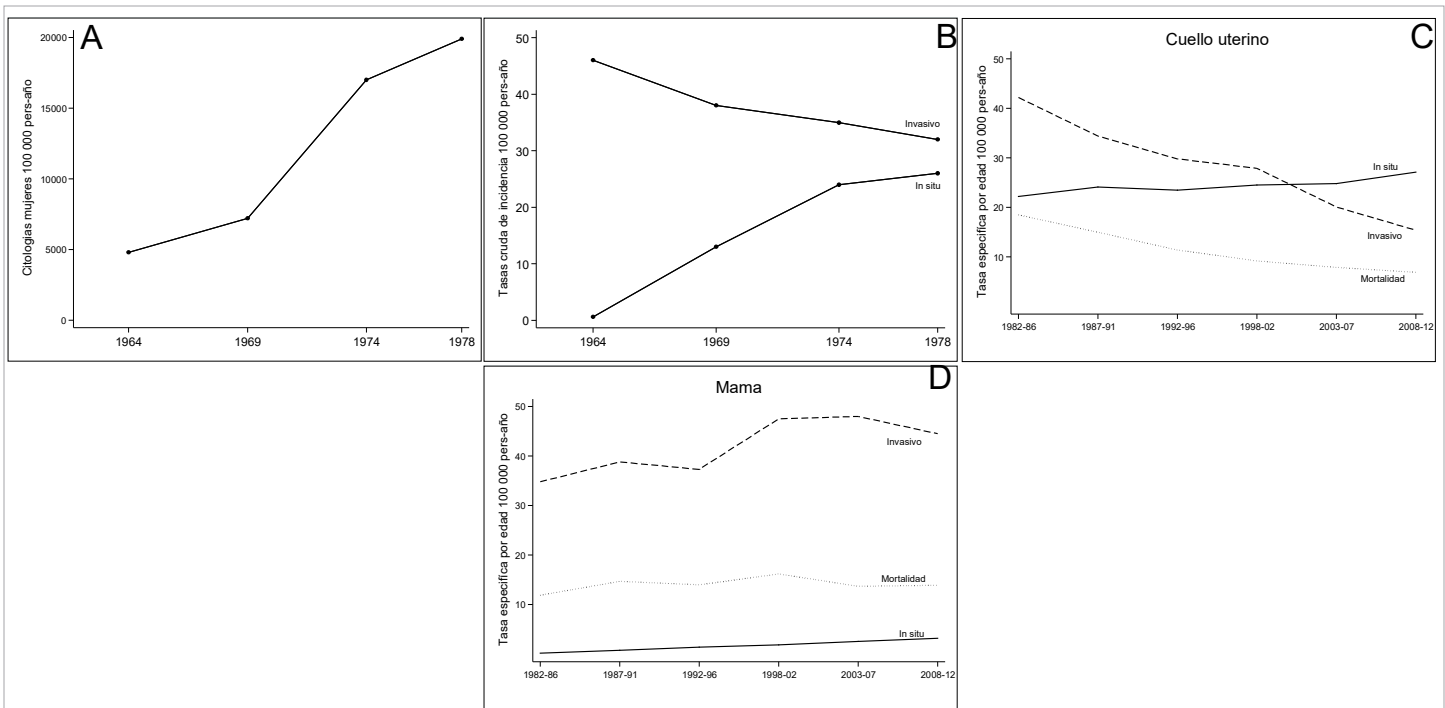 A
Citologías mujeres 100 000 pers-año
20000
15000
10000
5000
0
1964
1969
1974
1978
B
Tasas cruda de incidencia 100 000 pers-año
50
40
30
20
10
0
Invasivo
In situ
1964
1969
1974
1978
C
Cuello uterino
Tasa específica por edad 100 000 pers-año
50
40
30
20
10
In situ
Invasivo
Mortalidad
1982-86
1987-91
1992-96
1998-02
2003-07
2008-12
D
Mama
Tasa específica por edad 100 000 pers-año
50
40
30
20
10
Invasivo
Mortalidad
In situ
1982-86
1987-91
1992-96
1998-02
2003-07
2008-12